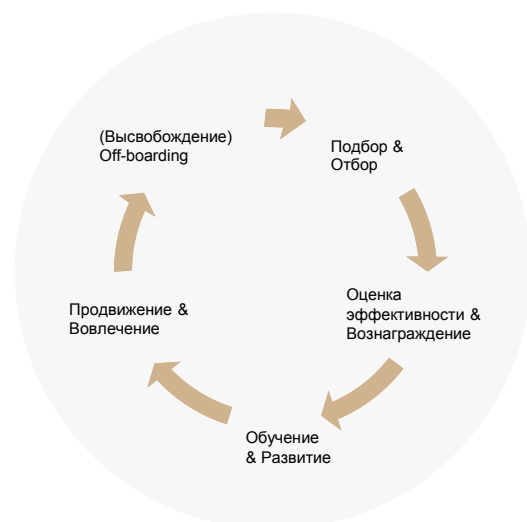 (Высвобождение)
Off-boarding
Подбор &
Отбор
Оценка
эффективности &
Вознаграждение
Обучение
& Развитие
Продвижение &
Вовлечение